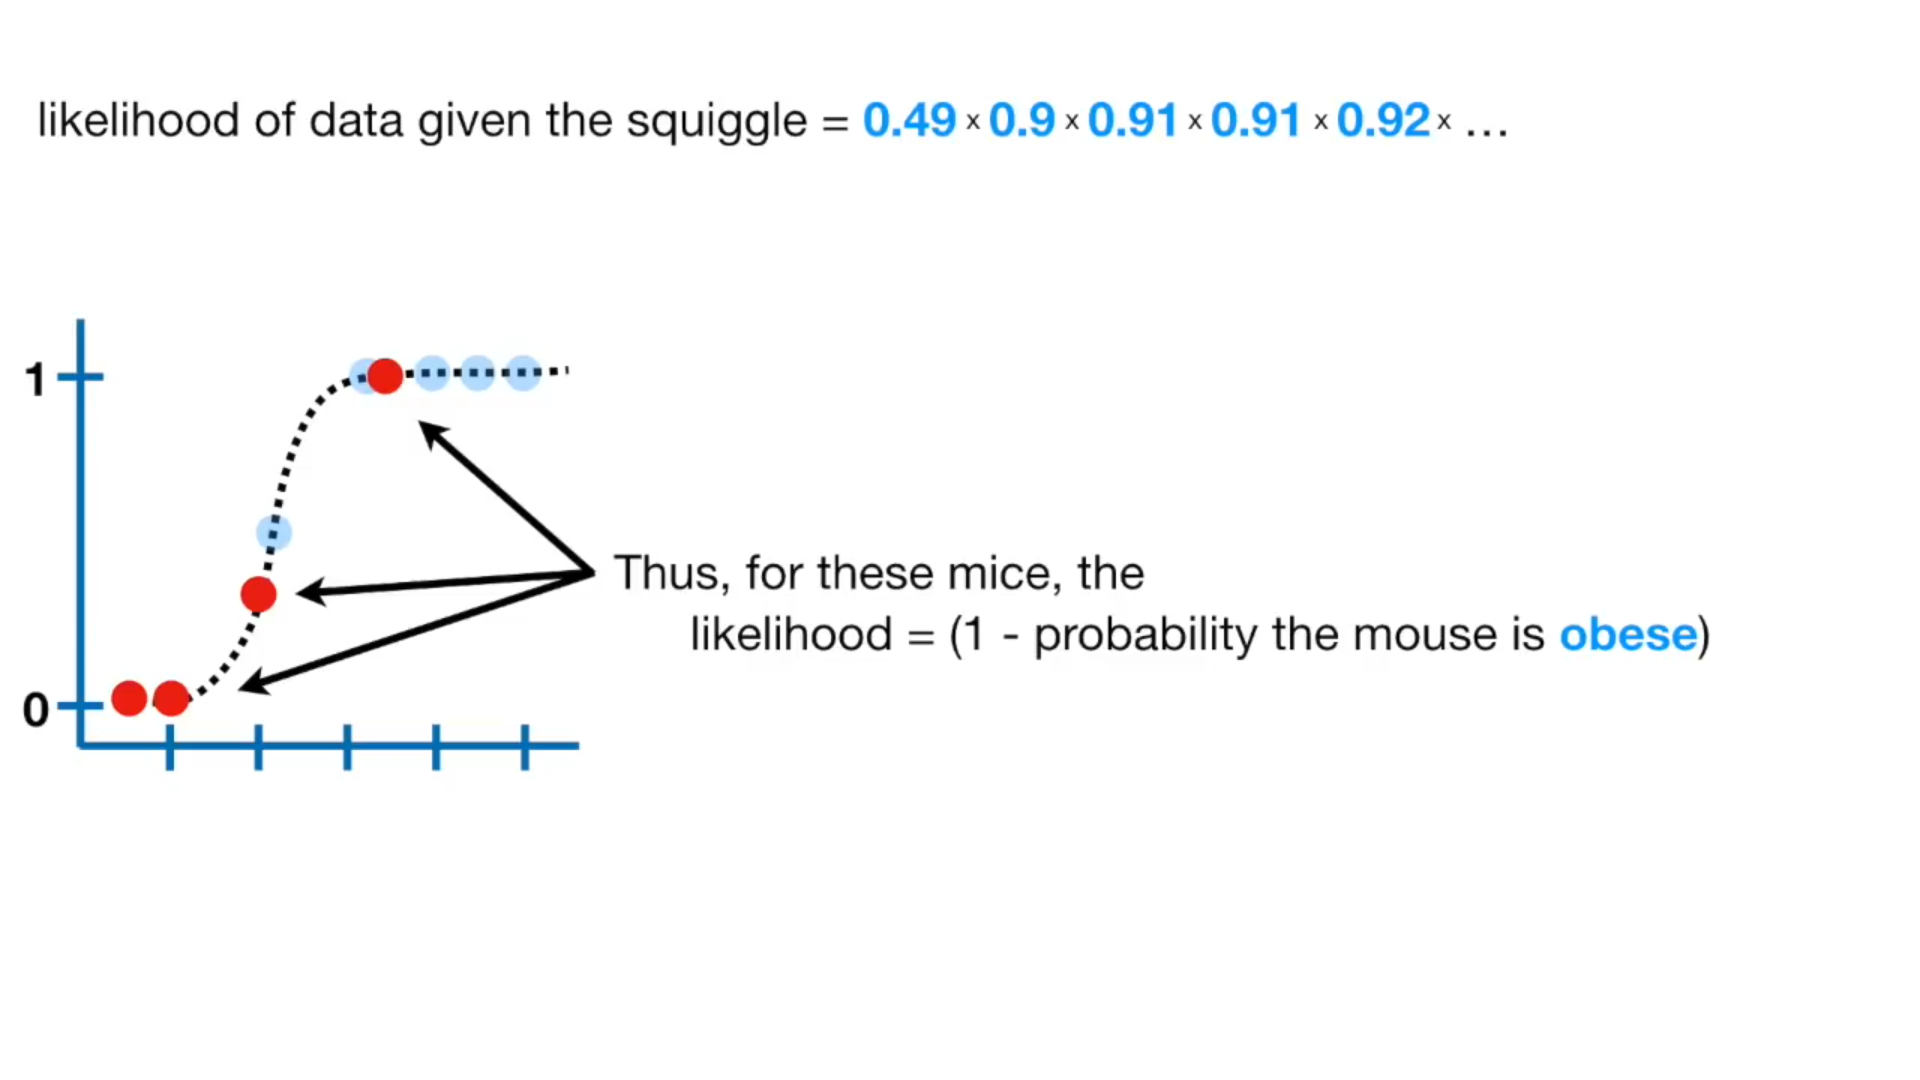 likelihood of data given the squiggle = 0.49 x 0.9 x 0.91 x 0.91 x 0.92 x ...
1
Thus, for these mice, the
likelihood = (1 - probability the mouse is obese)
0